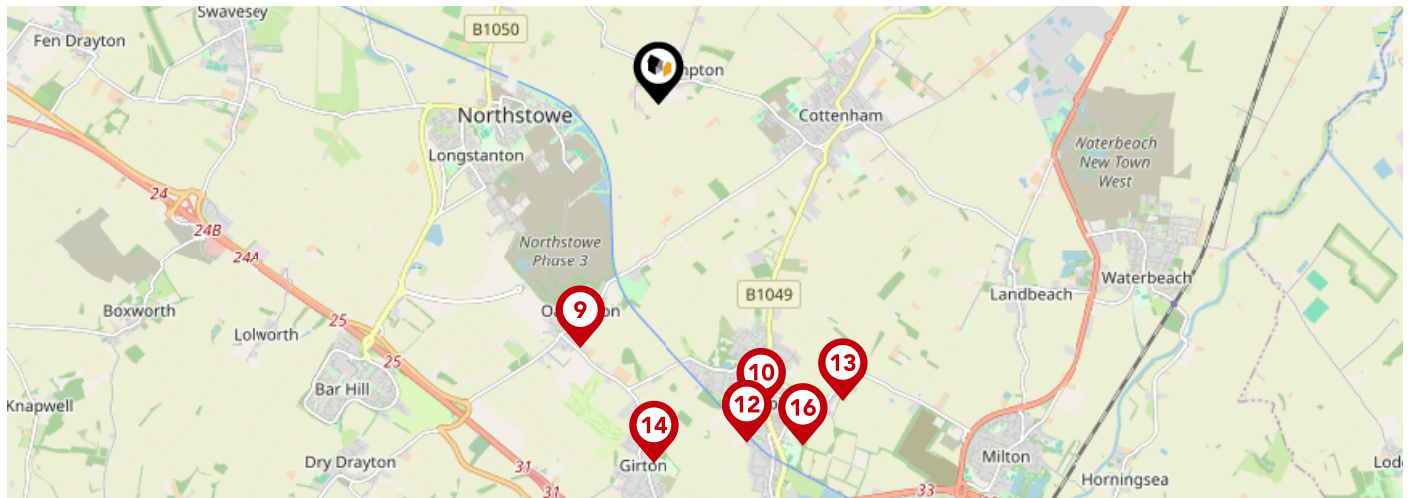 Swavesey
Fen Drayton
B1050
mpton
Northstowe
Cottenham
Longstanton
Waterbeach
New Town
West
24
24B
24A
Northstowe
Phase 3
Waterbeach
B1049
Landbeach
Boxworth
9
Lolworth
25
25
10
13
Bar Hill
12
16
Knapwell
14
Milton
Dry Drayton
Girton
31
31
33
Horningsea
Lod